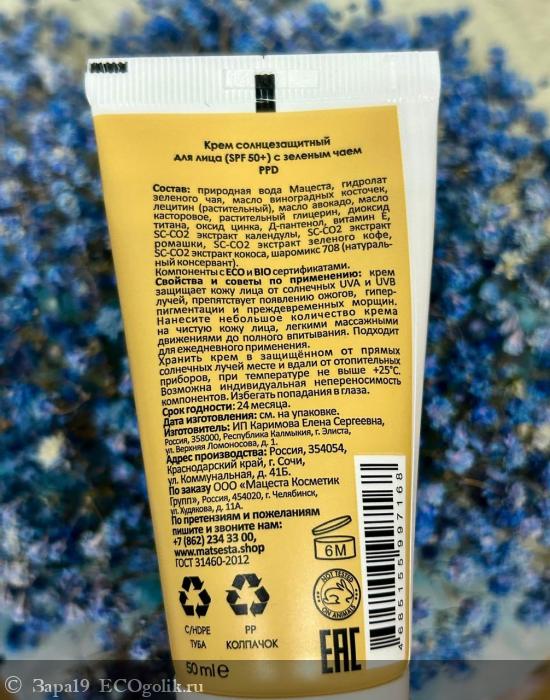 Крем солнцезащитный
для лица (SPF 50+) с зеленым чаем
PPD
Состав: природная вода Мацеста, гидролат
зеленого чая, масло виноградных косточек,
лецитин (растительный), масло авокадо, масло
касторовое, растительный глицерин, диоксид
титана, оксид цинка, Д-пантенол, витамин Е,
SC-CO2 экстракт календулы, SC-CO2 экстракт
ромашки, SC-CO2 экстракт зеленого кофе,
SC-CO2 экстракт кокоса, шаромикс 708 (натураль-
ный консервант).
Компоненты с ECO и BIO сертификатами.
Свойства и советы по применению: крем
защищает кожу лица от солнечных UVA и UVB
лучей, препятствует появлению ожогов, гипер-
пигментации и преждевременных морщин.
Нанесите небольшое количество крема
на чистую кожу лица, легкими массажными
движениями до полного впитывания. Подходит
для ежедневного применения.
Хранить крем в защищённом от прямых
солнечных лучей месте и вдали от отопительных
приборов, при температуре не выше +25°С.
Возможна индивидуальная непереносимость
компонентов. Избегать попадания в глаза.
Срок годности: 24 месяца.
Дата изготовления: см. на упаковке.
Изготовитель: ИП Каримова Елена Сергеевна,
Россия, 358000, Республика Калмыкия, г. Элиста,
ул. Верхняя Ломоносова, д. 1.
Адрес производства: Россия, 354054,
Краснодарский край, г. Сочи,
ул. Коммунальная, д. 41Б.
По заказу ООО «Мацеста Косметик
Групп», Россия, 454020, г. Челябинск,
ул. Худякова, д. 11А.
По претензиям и пожеланиям
пишите и звоните нам:
+7 (862) 234 33 00,
www.matsesta.shop
ГОСТ 31460-2012
6M
NOT TESTED
ON ANIMALS
4 685155 997168
C/HDPE
ТУБА
PP
КОЛПАЧОК
EAC
50 ml e
© Зара19 ECOgolik.ru